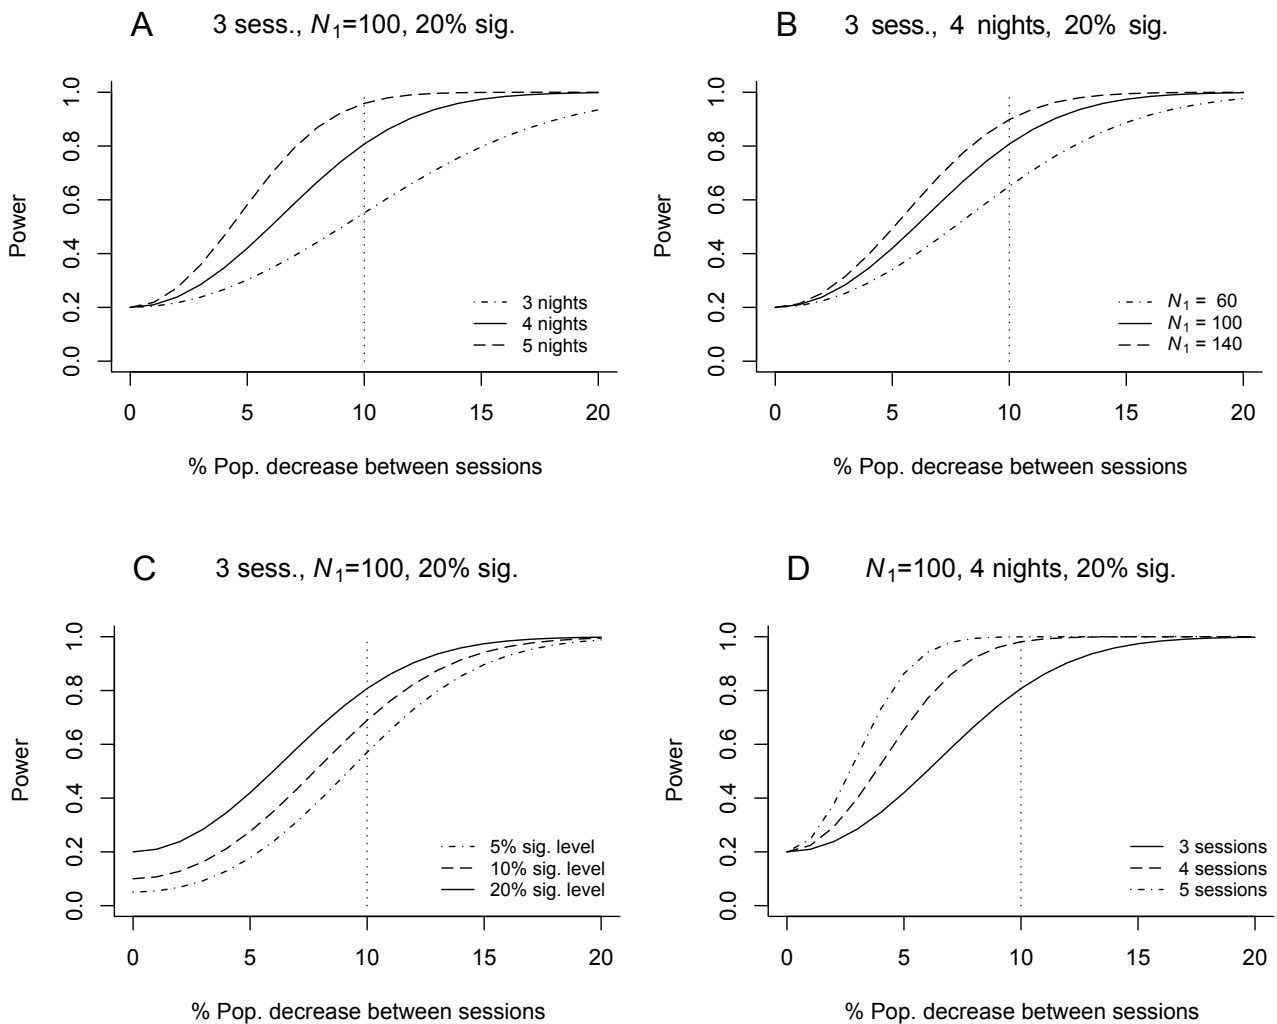 A 3 sess., N1=100, 20% sig.
Power
0.0 0.2 0.4 0.6 0.8 1.0
3 nights
4 nights
5 nights
0 5 10 15 20
% Pop. decrease between sessions
B 3 sess., 4 nights, 20% sig.
Power
0.0 0.2 0.4 0.6 0.8 1.0
N1 = 60
N1 = 100
N1 = 140
0 5 10 15 20
% Pop. decrease between sessions
C 3 sess., N1=100, 20% sig.
Power
0.0 0.2 0.4 0.6 0.8 1.0
5% sig. level
10% sig. level
20% sig. level
0 5 10 15 20
% Pop. decrease between sessions
D N1=100, 4 nights, 20% sig.
Power
0.0 0.2 0.4 0.6 0.8 1.0
3 sessions
4 sessions
5 sessions
0 5 10 15 20
% Pop. decrease between sessions